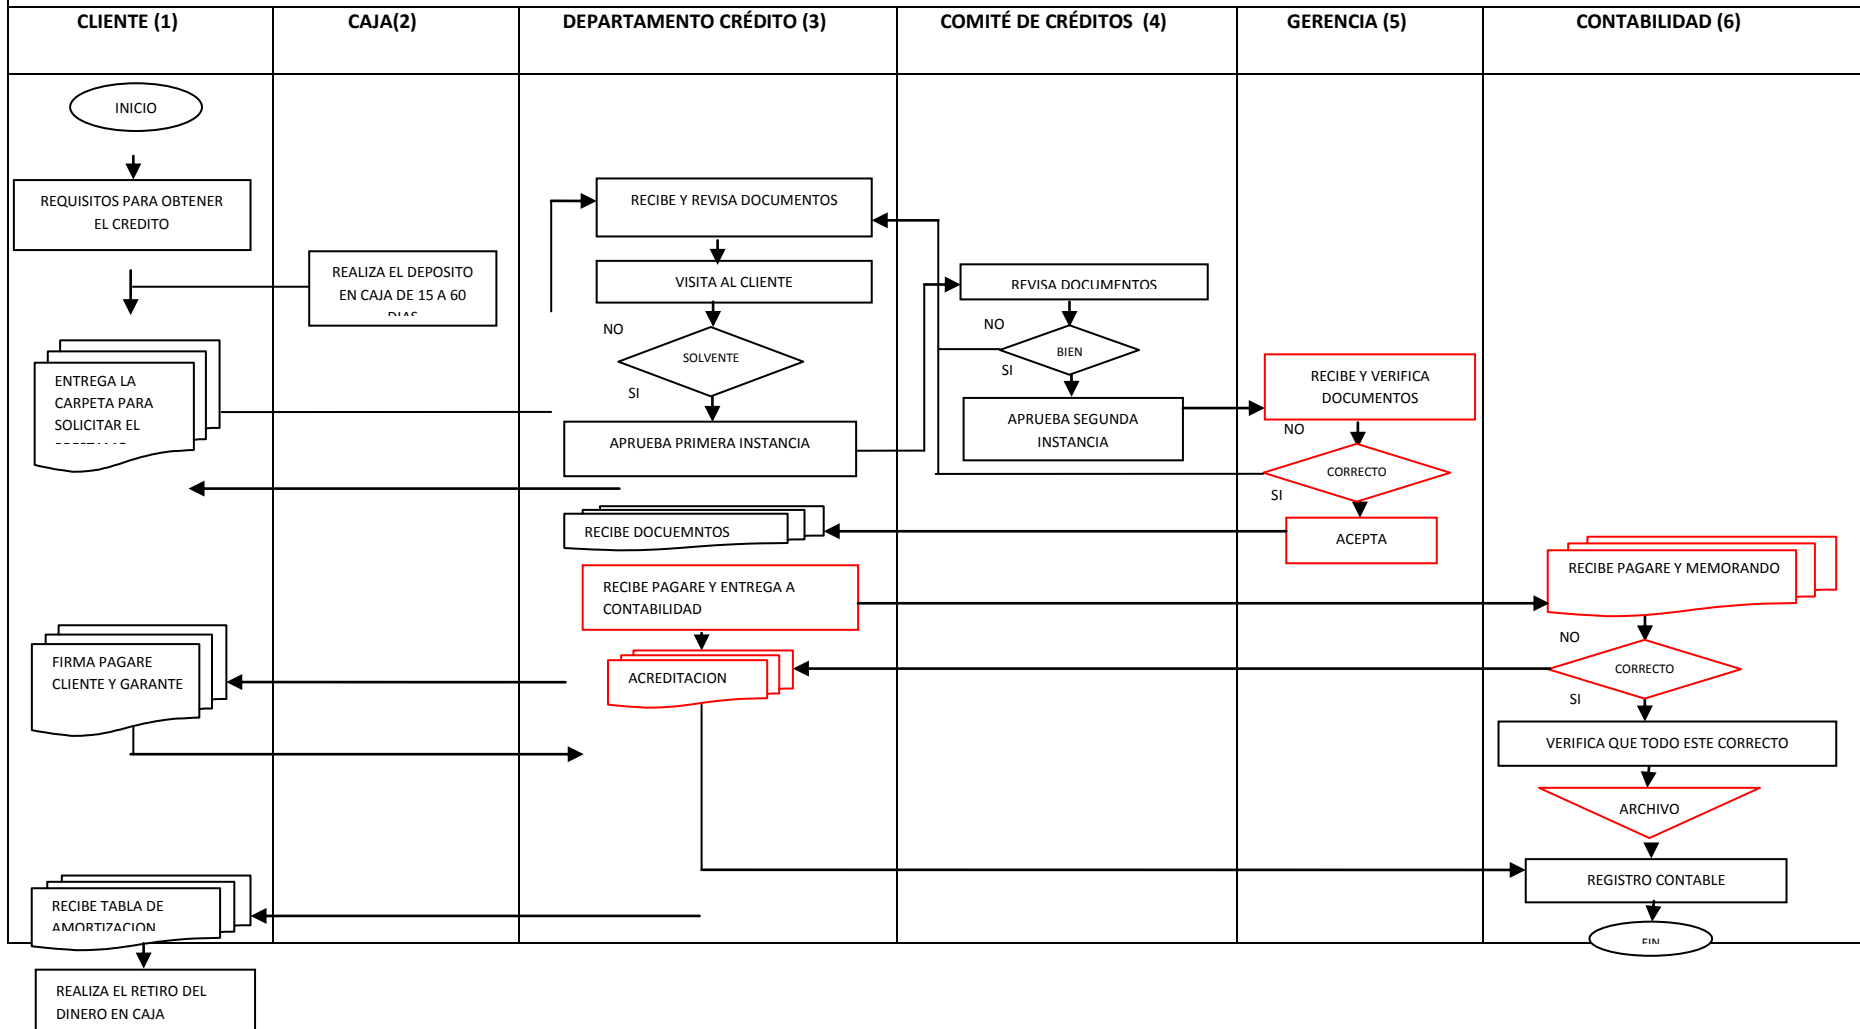 CLIENTE (1)
CAJA(2)
DEPARTAMENTO CRÉDITO (3)
COMITÉ DE CRÉDITOS (4)
GERENCIA (5)
CONTABILIDAD (6)
INICIO
REQUISITOS PARA OBTENER
EL CREDITO
REALIZA EL DEPOSITO
EN CAJA DE 15 A 60
DIAS
ENTREGA LA
CARPETA PARA
SOLICITAR EL
PRESTAMO
RECIBE Y REVISA DOCUMENTOS
VISITA AL CLIENTE
NO
SOLVENTE
SI
APRUEBA PRIMERA INSTANCIA
REVISA DOCUMENTOS
NO
BIEN
SI
APRUEBA SEGUNDA
INSTANCIA
RECIBE Y VERIFICA
DOCUMENTOS
NO
CORRECTO
SI
ACEPTA
RECIBE DOCUEMNTOS
RECIBE PAGARE Y ENTREGA A
CONTABILIDAD
RECIBE PAGARE Y MEMORANDO
NO
CORRECTO
SI
FIRMA PAGARE
CLIENTE Y GARANTE
ACREDITACION
VERIFICA QUE TODO ESTE CORRECTO
ARCHIVO
REGISTRO CONTABLE
FIN
RECIBE TABLA DE
AMORTIZACION
REALIZA EL RETIRO DEL
DINERO EN CAJA